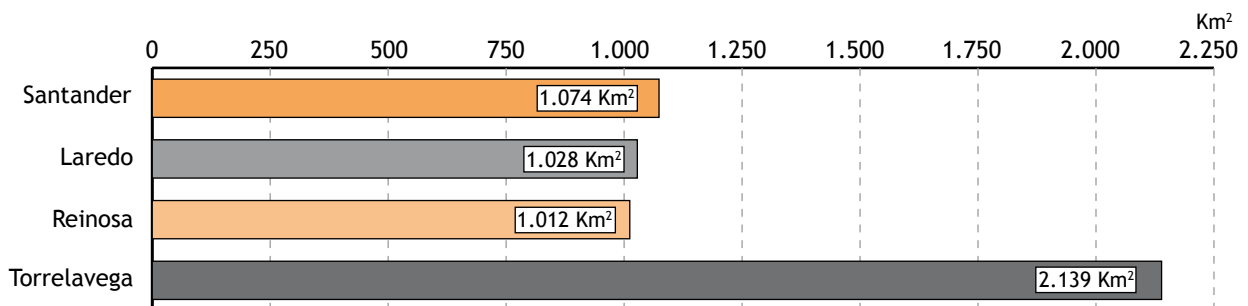 Km²
0 250 500 750 1.000 1.250 1.500 1.750 2.000 2.250
Santander 1.074 Km²
Laredo 1.028 Km²
Reinosa 1.012 Km²
Torrelavega 2.139 Km²